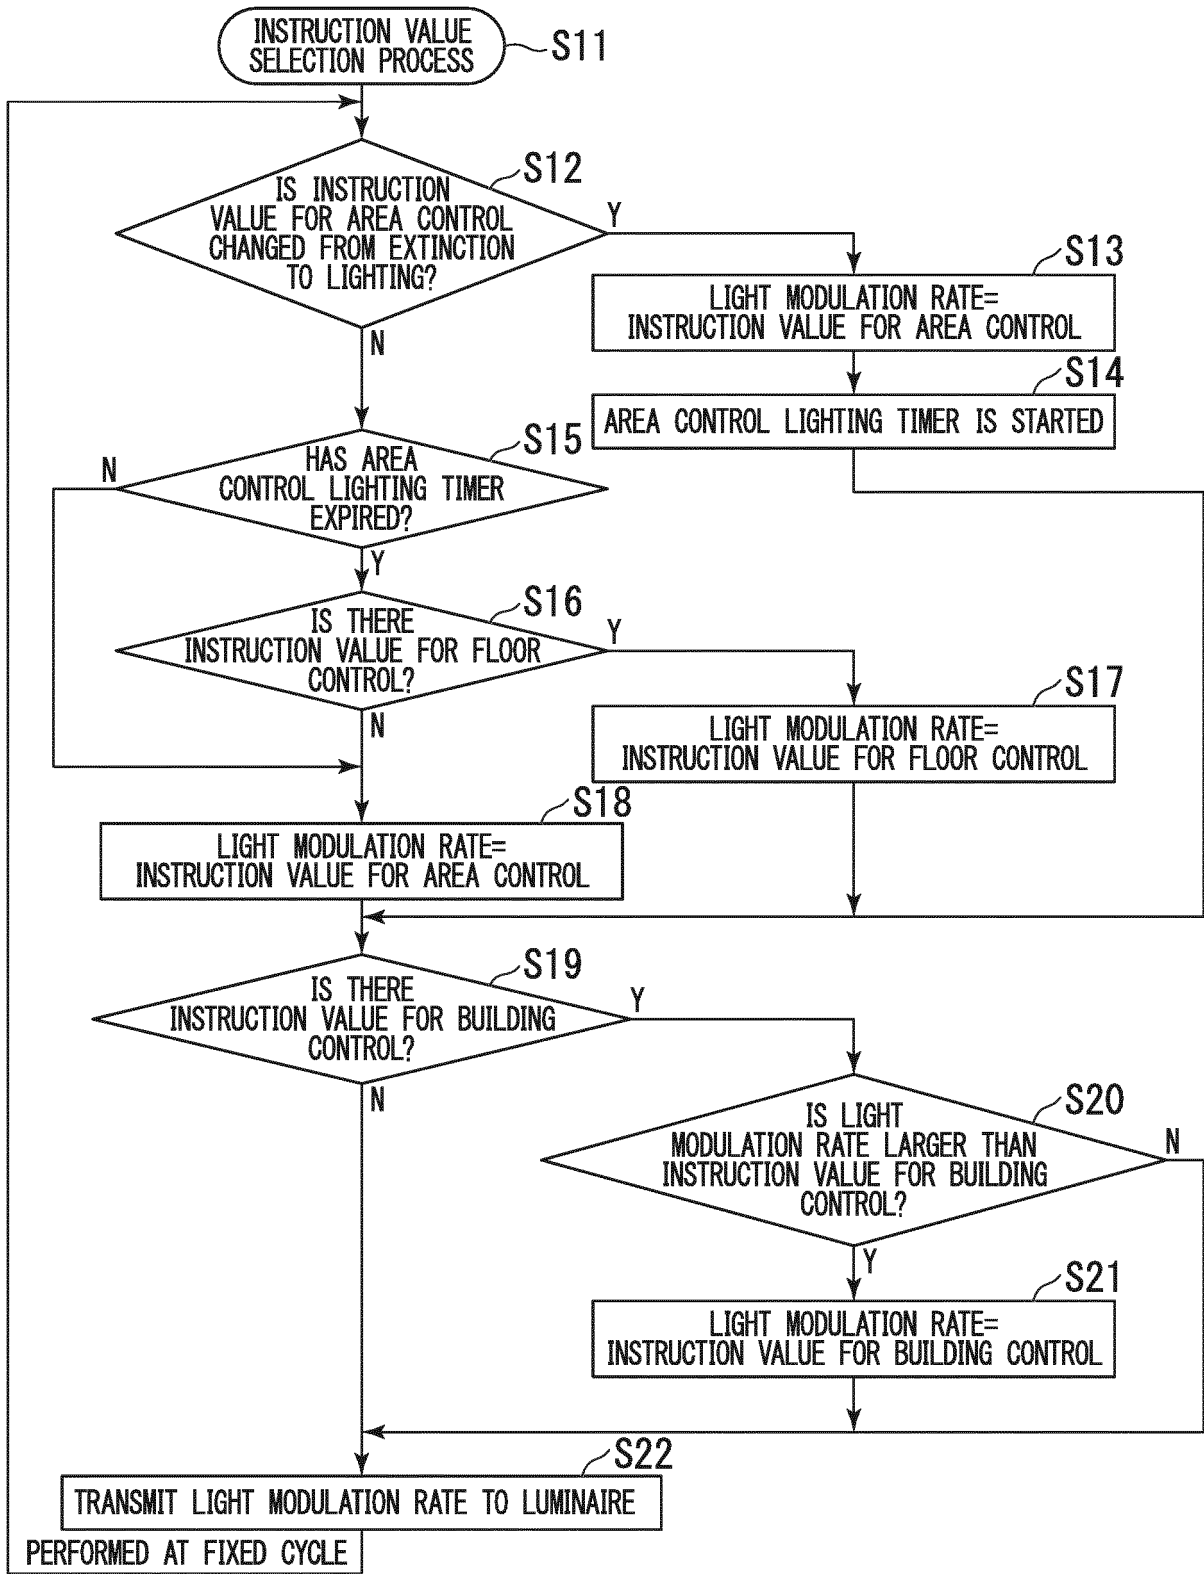 INSTRUCTION VALUE
SELECTION PROCESS
S11
S12
IS INSTRUCTION
VALUE FOR AREA CONTROL
CHANGED FROM EXTINCTION
TO LIGHTING?
Y
N
S13
LIGHT MODULATION RATE=
INSTRUCTION VALUE FOR AREA CONTROL
S14
AREA CONTROL LIGHTING TIMER IS STARTED
S15
HAS AREA
CONTROL LIGHTING TIMER
EXPIRED?
N
Y
S16
IS THERE
INSTRUCTION VALUE FOR FLOOR
CONTROL?
Y
N
S17
LIGHT MODULATION RATE=
INSTRUCTION VALUE FOR FLOOR CONTROL
S18
LIGHT MODULATION RATE=
INSTRUCTION VALUE FOR AREA CONTROL
S19
IS THERE
INSTRUCTION VALUE FOR BUILDING
CONTROL?
Y
N
S20
IS LIGHT
MODULATION RATE LARGER THAN
INSTRUCTION VALUE FOR BUILDING
CONTROL?
N
Y
S21
LIGHT MODULATION RATE=
INSTRUCTION VALUE FOR BUILDING CONTROL
S22
TRANSMIT LIGHT MODULATION RATE TO LUMINAIRE
PERFORMED AT FIXED CYCLE